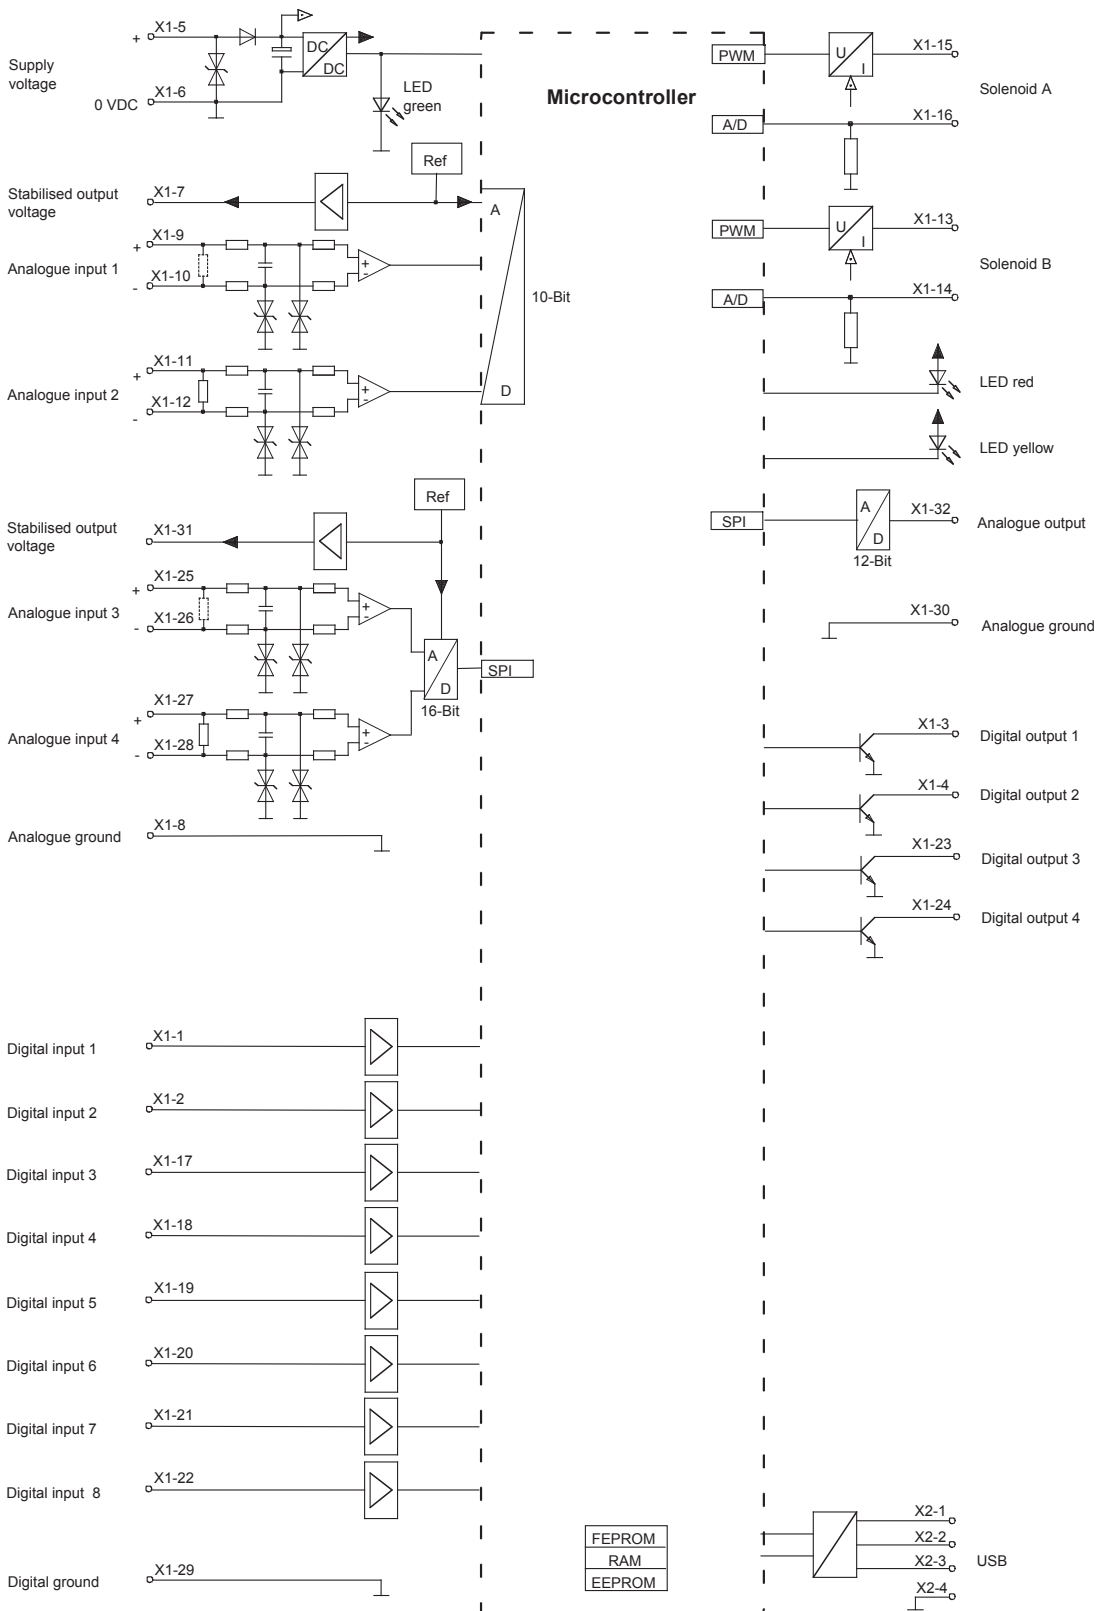 X1-5
+
DC
DC
Supply
voltage
LED
green
X1-6
0 VDC
Microcontroller
PWM
U
I
X1-15
Solenoid A
A/D
X1-16
Ref
Stabilised output
voltage
X1-7
A
X1-9
+
Analogue input 1
X1-10
-
+
-
10-Bit
PWM
U
I
X1-13
Solenoid B
A/D
X1-14
X1-11
+
Analogue input 2
X1-12
-
+
-
D
LED red
LED yellow
Ref
Stabilised output
voltage
X1-31
SPI
A
D
12-Bit
X1-32
Analogue output
X1-25
+
Analogue input 3
X1-26
-
+
-
X1-30
Analogue ground
A
D
16-Bit
SPI
X1-27
+
Analogue input 4
X1-28
-
+
-
X1-3
Digital output 1
X1-4
Digital output 2
Analogue ground
X1-8
X1-23
Digital output 3
X1-24
Digital output 4
Digital input 1
X1-1
Digital input 2
X1-2
Digital input 3
X1-17
Digital input 4
X1-18
Digital input 5
X1-19
Digital input 6
X1-20
Digital input 7
X1-21
Digital input 8
X1-22
Digital ground
X1-29
FEPROM
RAM
EEPROM
X2-1
X2-2
X2-3
X2-4
USB